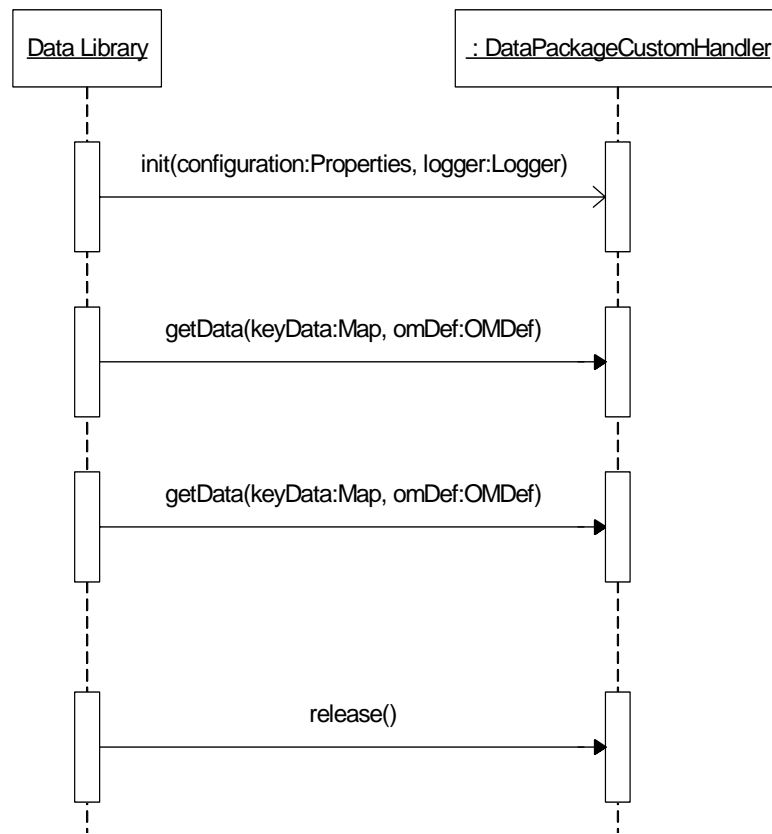 Data Library
: DataPackageCustomHandler
init(configuration:Properties, logger:Logger)
getData(keyData:Map, omDef:OMDef)
getData(keyData:Map, omDef:OMDef)
release()